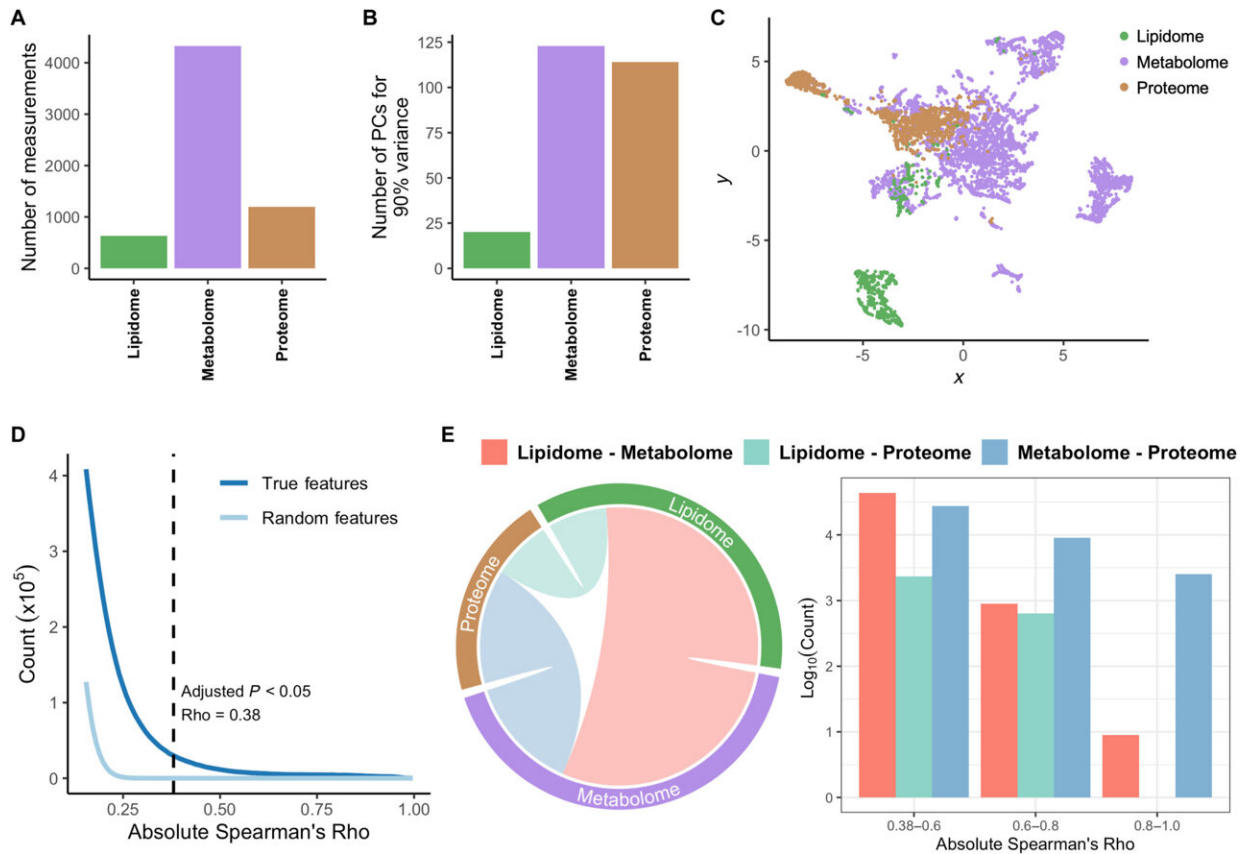 A
Number of measurements
4000
3000
2000
1000
0
Lipidome
Metabolome
Proteome
B
Number of PCs for
90% variance
125
100
75
50
25
0
Lipidome
Metabolome
Proteome
C
y
5
0
-5
-10
-5
0
5
x
Lipidome
Metabolome
Proteome
D
Count (x10⁵)
4
3
2
1
0
True features
Random features
Adjusted P < 0.05
Rho = 0.38
0.25
0.50
0.75
1.00
Absolute Spearman's Rho
E
Lipidome - Metabolome
Lipidome - Proteome
Metabolome - Proteome
Lipidome
Proteome
Metabolome
Log₁₀(Count)
4
3
2
1
0
0.38–0.6
0.6–0.8
0.8–1.0
Absolute Spearman's Rho